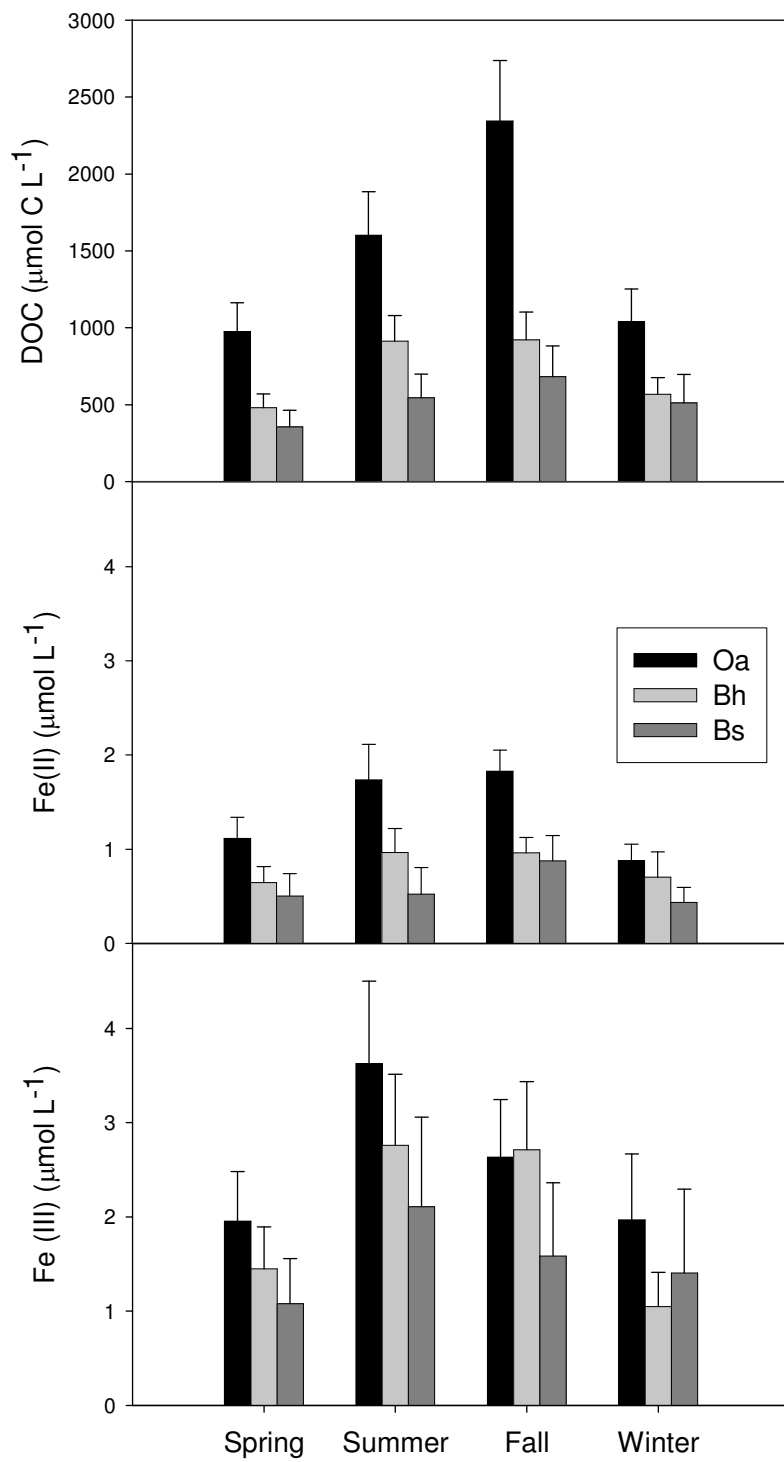 3000
2500
2000
1500
1000
500
0
DOC (μmol C L⁻¹)
4
3
2
1
0
Fe(II) (μmol L⁻¹)
Oa
Bh
Bs
4
3
2
1
0
Fe (III) (μmol L⁻¹)
Spring Summer Fall Winter